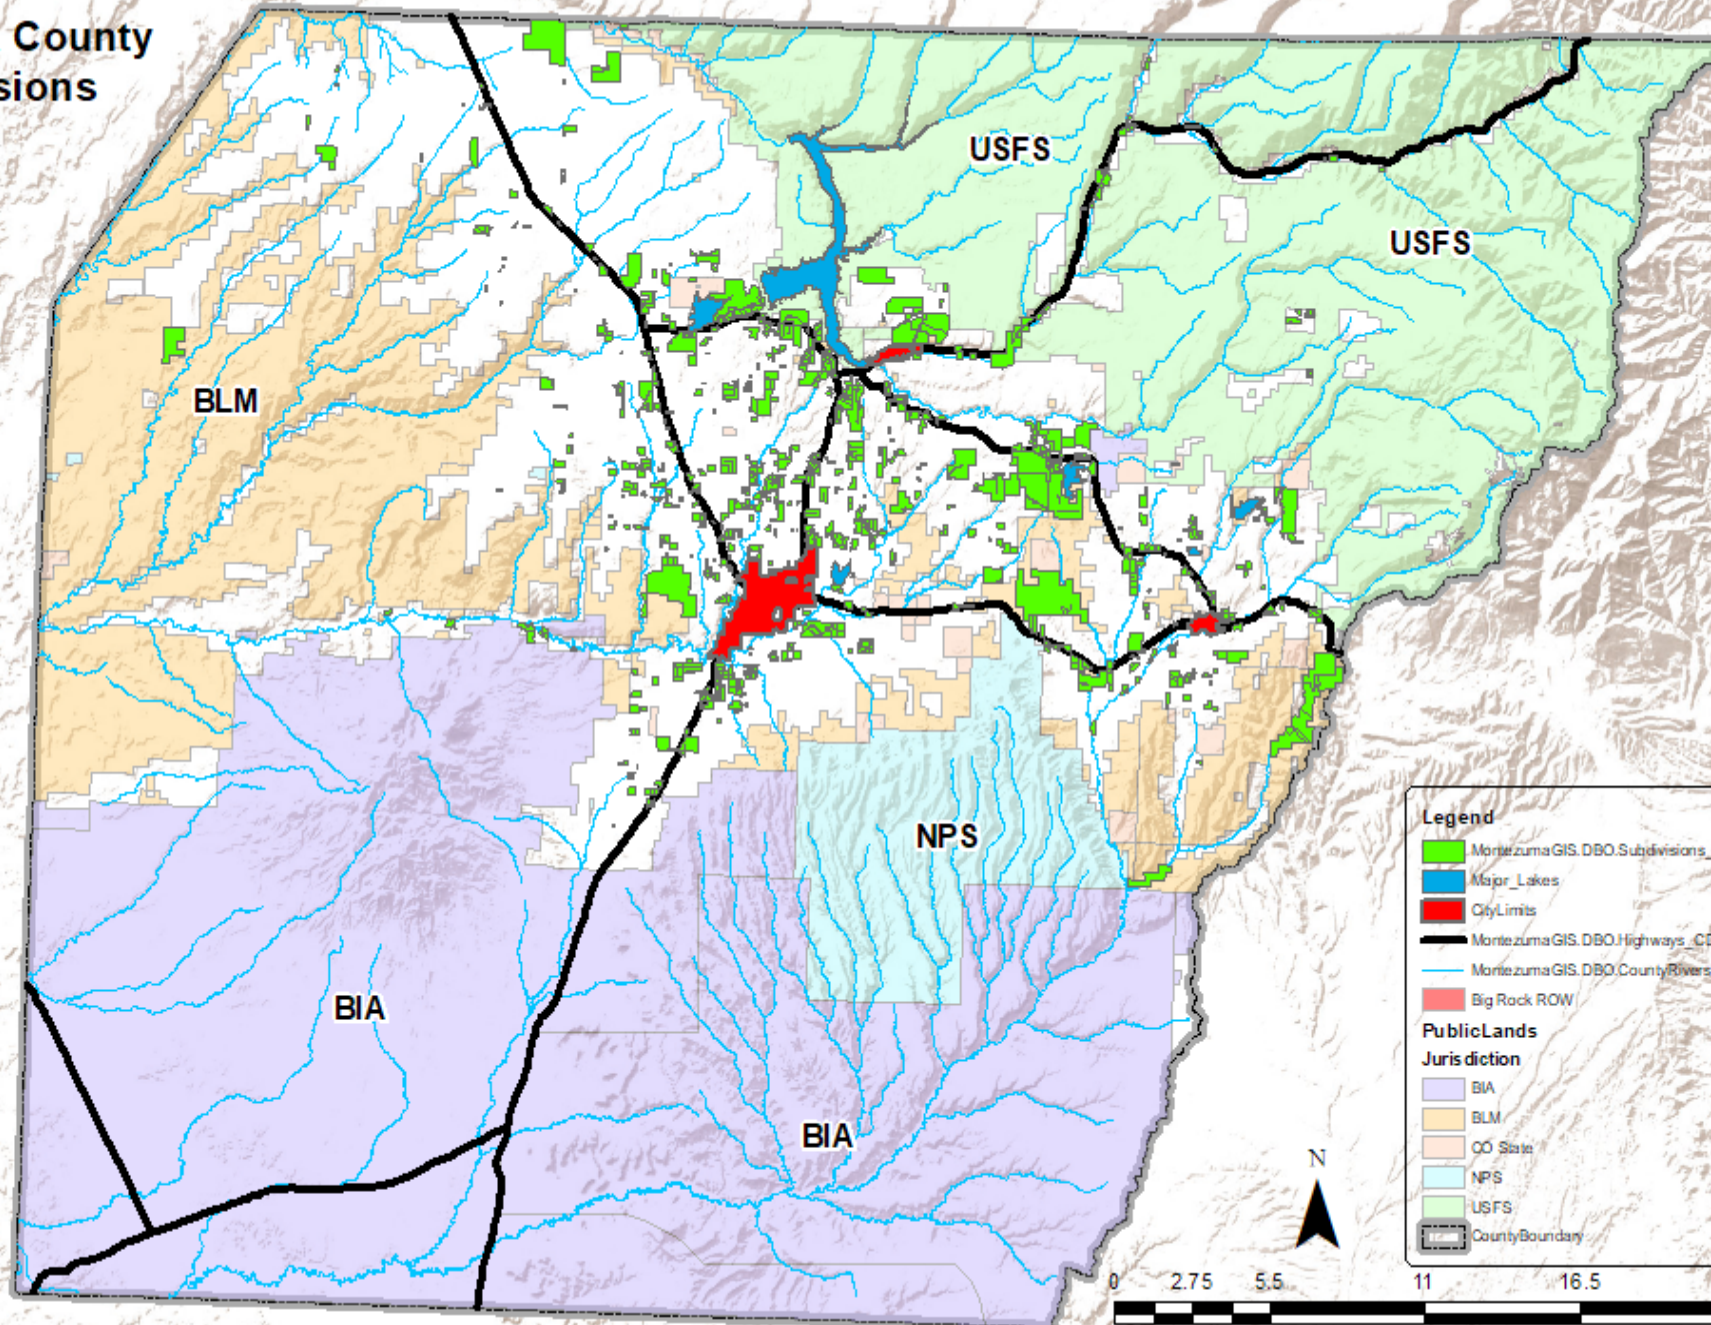 County
sions
USFS
USFS
BLM
NPS
BIA
BIA
Legend
MontezumaGIS.DBO.Subdivisions_
Major_Lakes
CityLimits
MontezumaGIS.DBO.Highways_CD
MontezumaGIS.DBO.CountyRivers
Big Rock ROW
PublicLands
Jurisdiction
BIA
BLM
CO State
NPS
USFS
CountyBoundary
N
0 2.75 5.5 11 16.5